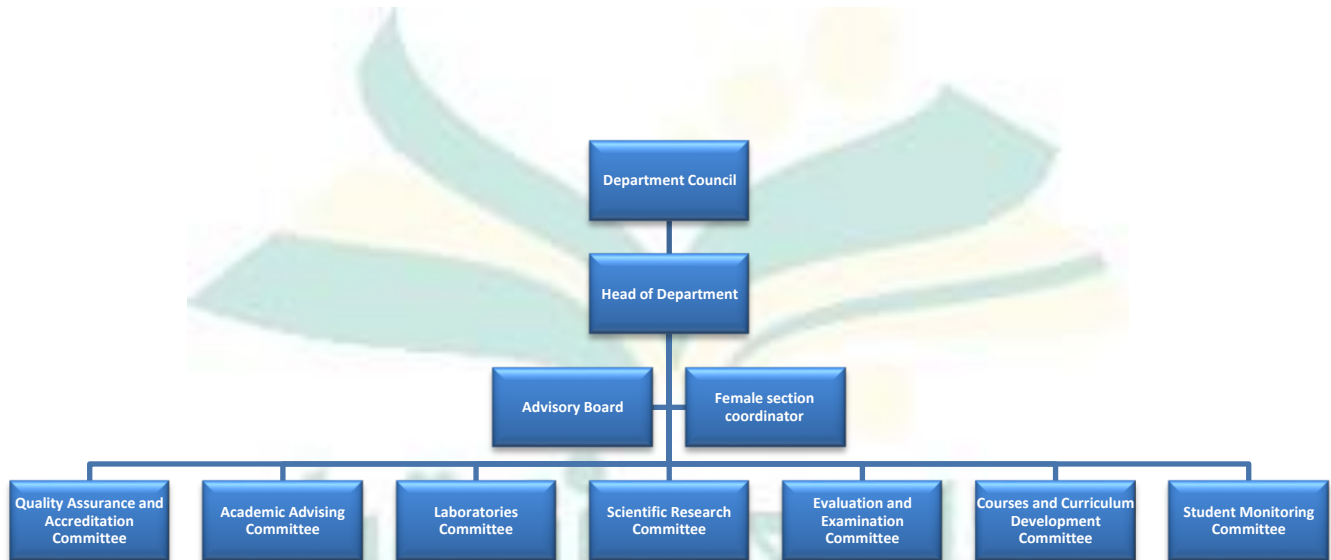 Department Council
Head of Department
Advisory Board
Female section
coordinator
Quality Assurance and
Accreditation
Committee
Academic Advising
Committee
Laboratories
Committee
Scientific Research
Committee
Evaluation and
Examination
Committee
Courses and Curriculum
Development
Committee
Student Monitoring
Committee